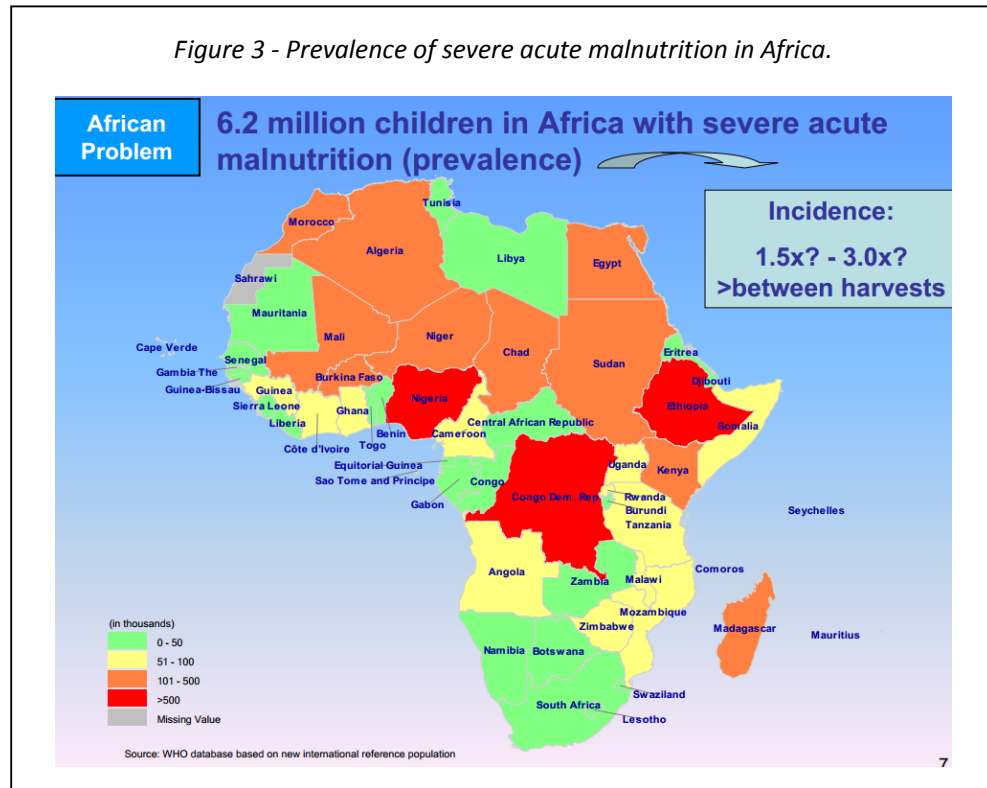 Figure 3 - Prevalence of severe acute malnutrition in Africa.
African
Problem
6.2 million children in Africa with severe acute
malnutrition (prevalence)
Incidence:
1.5x? - 3.0x?
>between harvests
Tunisia
Morocco
Algeria
Libya
Egypt
Sahrawi
Mauritania
Mali
Niger
Chad
Sudan
Eritrea
Cape Verde
Senegal
Gambia The
Guinea-Bissau
Burkina Faso
Djibouti
Guinea
Nigeria
Ethiopia
Sierra Leone
Ghana
Somalia
Liberia
Benin
Central African Republic
Cameroon
Togo
Côte d'Ivoire
Equitorial Guinea
Uganda
Kenya
Sao Tome and Principe
Congo
Gabon
Congo Dem. Rep.
Rwanda
Burundi
Seychelles
Tanzania
Angola
Zambia
Malawi
Comoros
Mozambique
Zimbabwe
Madagascar
Mauritius
Namibia
Botswana
Swaziland
South Africa
Lesotho
(in thousands)
0 - 50
51 - 100
101 - 500
>500
Missing Value
Source: WHO database based on new international reference population
7